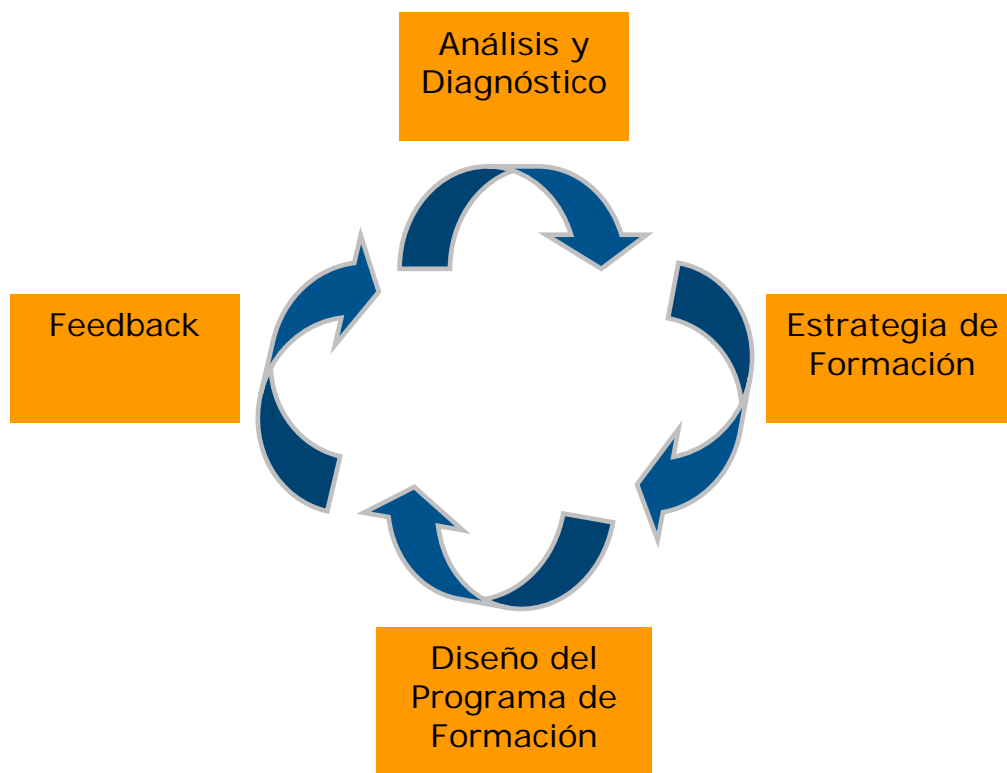 Análisis y
Diagnóstico
Feedback
Estrategia de
Formación
Diseño del
Programa de
Formación